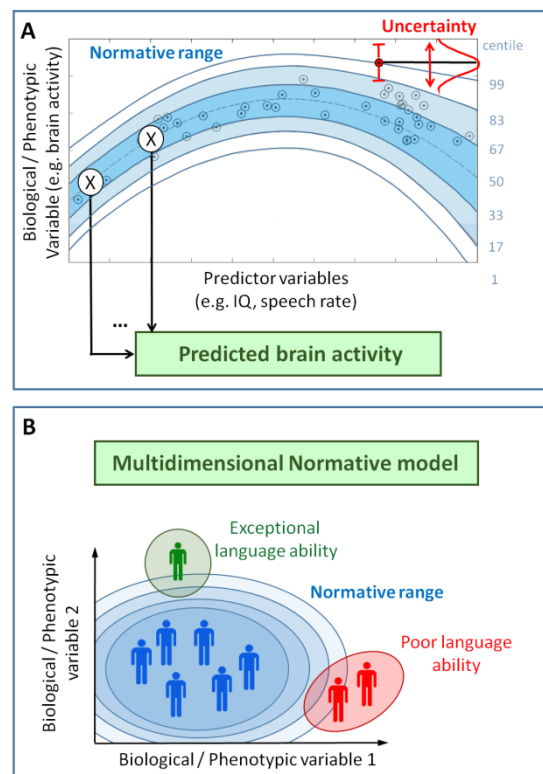 A
Uncertainty
Normative range
centile
99
83
67
50
33
17
1
Biological / Phenotypic
Variable (e.g. brain activity)
X
X
Predictor variables
(e.g. IQ, speech rate)
...
Predicted brain activity
B
Multidimensional Normative model
Exceptional
language ability
Normative range
Poor language
ability
Biological / Phenotypic
variable 2
Biological / Phenotypic variable 1